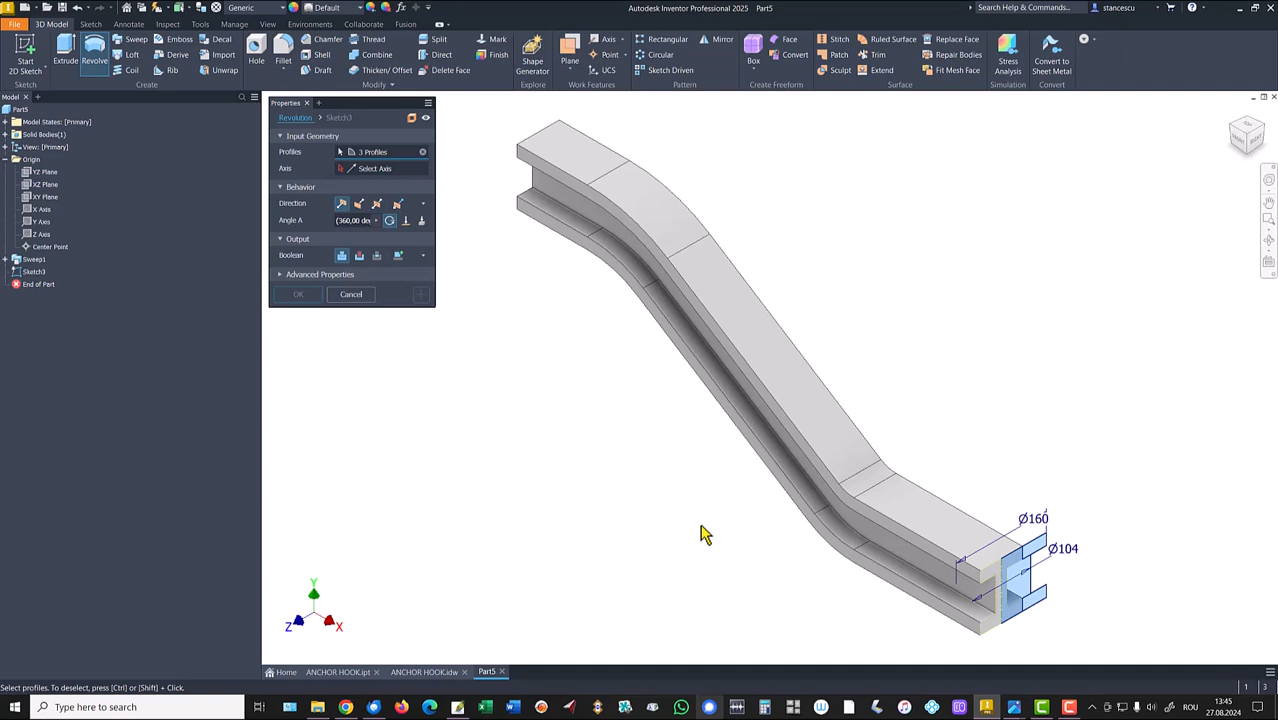 Generic
Default
Autodesk Inventor Professional 2025 Part5
Search Help & Commands...
stancescu
File
3D Model
Sketch
Annotate
Inspect
Tools
Manage
View
Environments
Collaborate
Fusion
Start
2D Sketch
Extrude
Revolve
Sweep
Emboss
Decal
Loft
Derive
Import
Coil
Rib
Unwrap
Hole
Fillet
Chamfer
Thread
Split
Mark
Shell
Combine
Direct
Finish
Draft
Thicken/ Offset
Delete Face
Shape
Generator
Plane
Axis
Point
UCS
Rectangular
Mirror
Circular
Sketch Driven
Box
Face
Convert
Stitch
Ruled Surface
Replace Face
Patch
Trim
Repair Bodies
Sculpt
Extend
Fit Mesh Face
Stress
Analysis
Convert to
Sheet Metal
Sketch
Create
Modify
Explore
Work Features
Pattern
Create Freeform
Surface
Simulation
Convert
Model
Part5
Model States: [Primary]
Solid Bodies(1)
View: [Primary]
Origin
YZ Plane
XZ Plane
XY Plane
X Axis
Y Axis
Z Axis
Center Point
Sweep1
Sketch3
End of Part
Properties
Revolution
Sketch3
Input Geometry
Profiles
3 Profiles
Axis
Select Axis
Behavior
Direction
Angle A
(360,00 de
Output
Boolean
Advanced Properties
OK
Cancel
Ø160
Ø104
Y
Z
X
Home
ANCHOR HOOK.ipt
ANCHOR HOOK.idw
Part5
Select profiles. To deselect, press [Ctrl] or [Shift] + Click.
1
3
Type here to search
ROU
13:45
27.08.2024